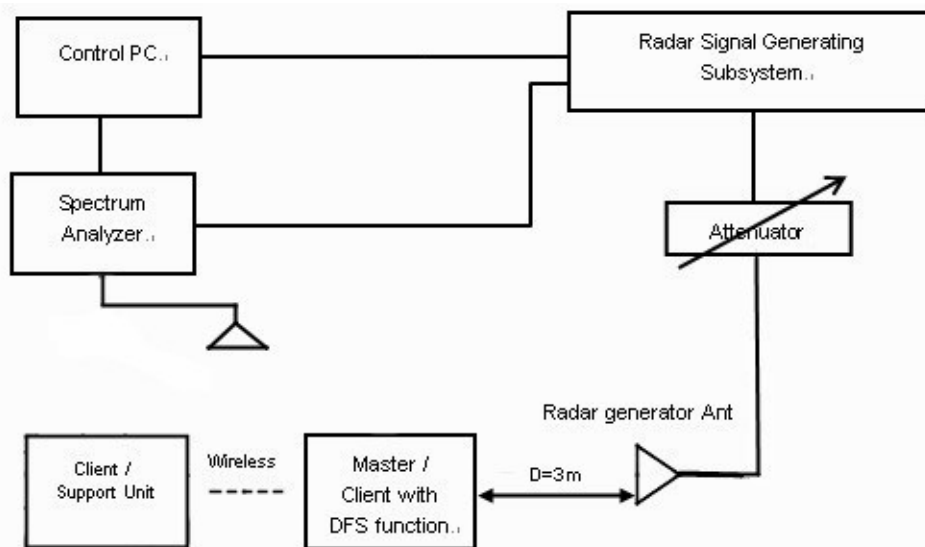 Control PC.
Radar Signal Generating
Subsystem.
Spectrum
Analyzer.
Attenuator
Radar generator Ant
Client /
Support Unit
Wireless
Master /
Client with
DFS function.
D=3m